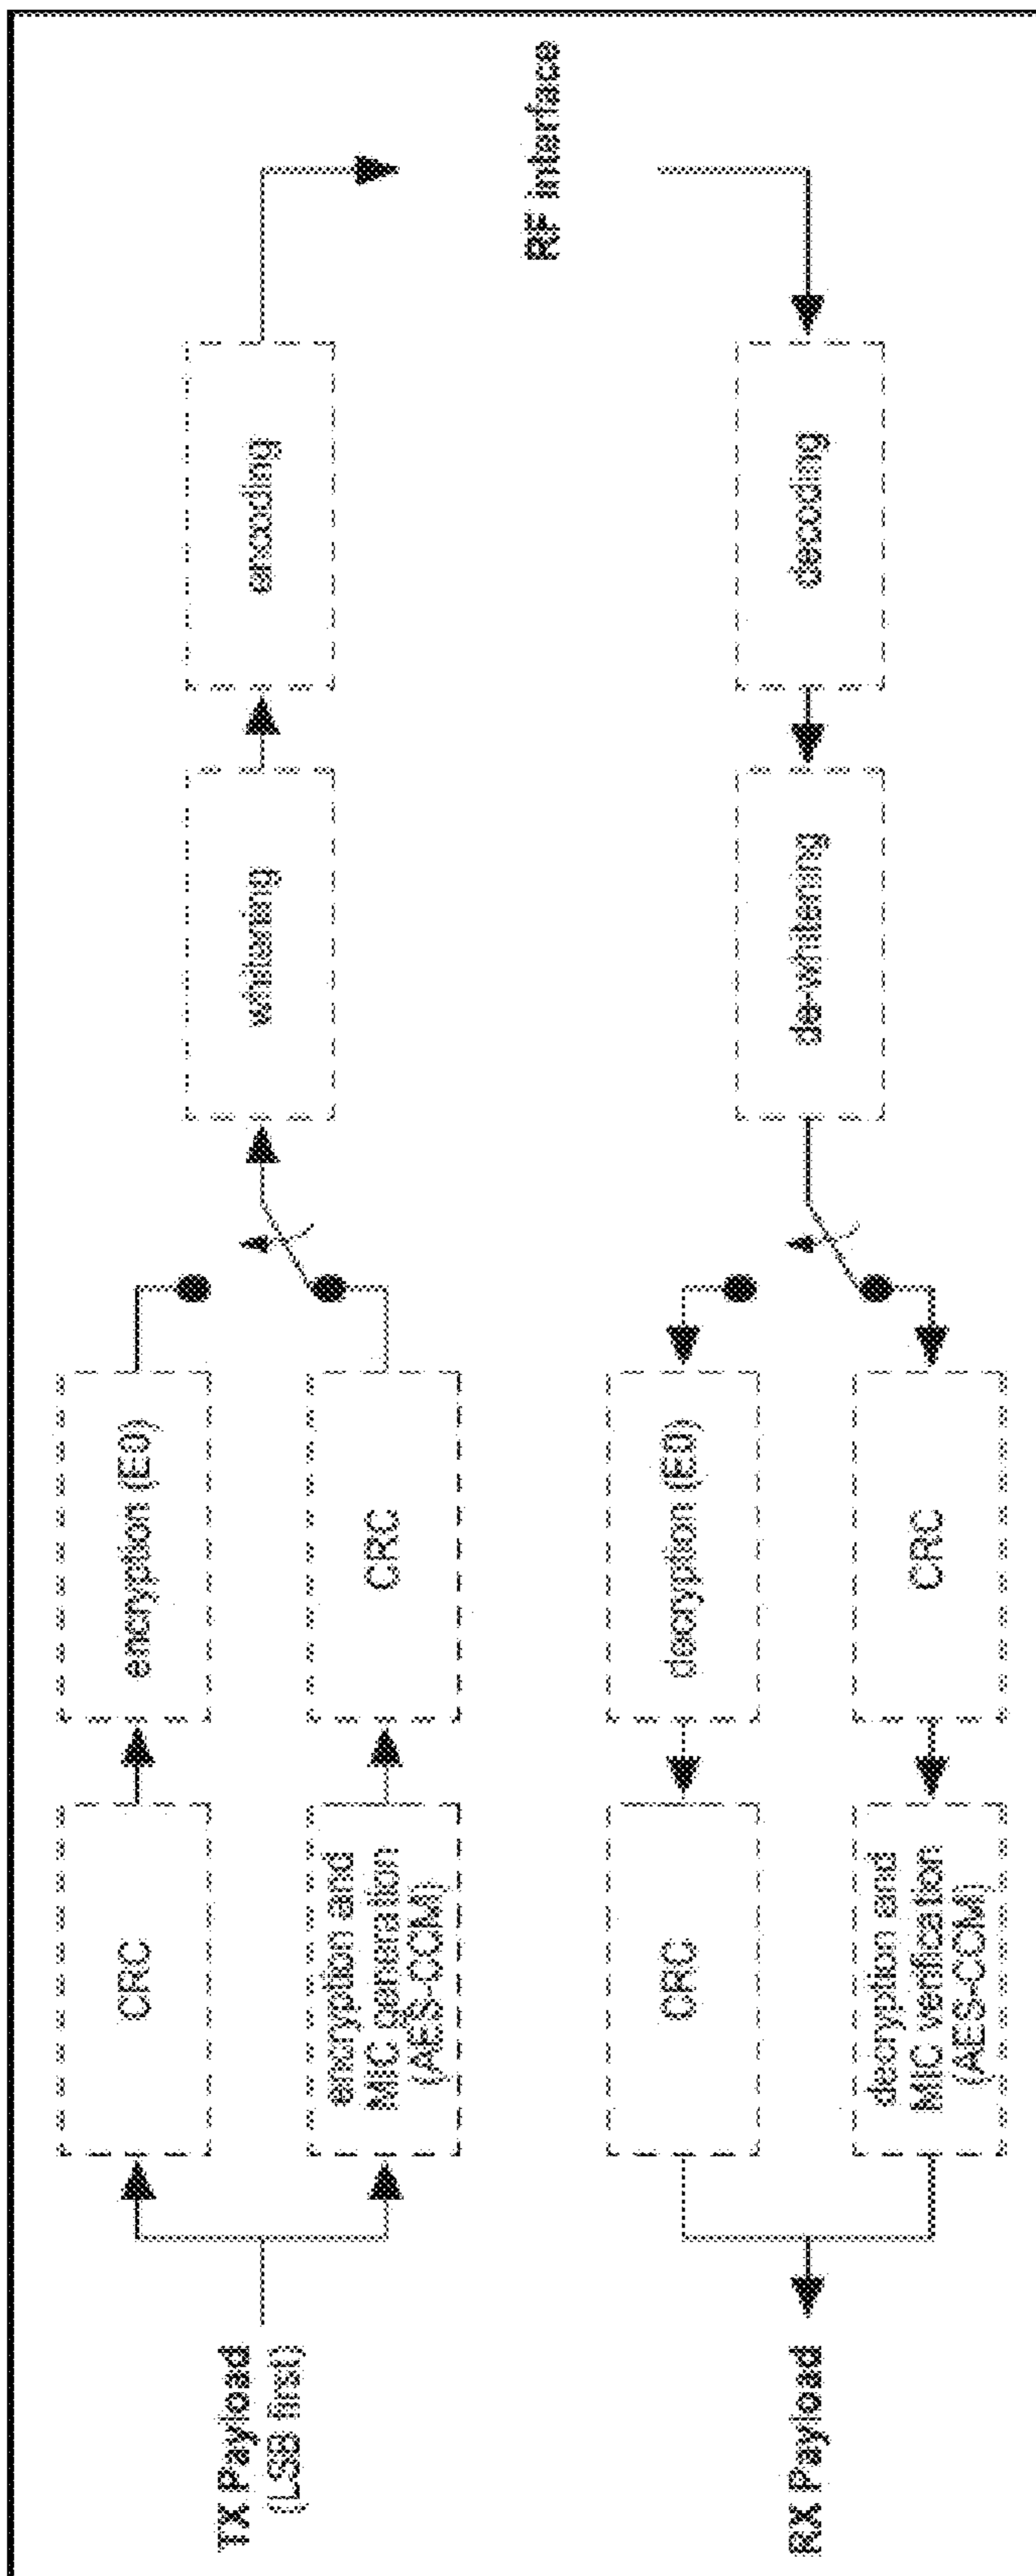 TX Payload
(LSB first)
CRC
encryption (E0)
encryption and
MIC generation
(AES-CCM)
CRC
whitening
encoding
RF interface
decoding
de-whitening
decryption (E0)
CRC
CRC
decryption and
MIC verification
(AES-CCM)
RX Payload